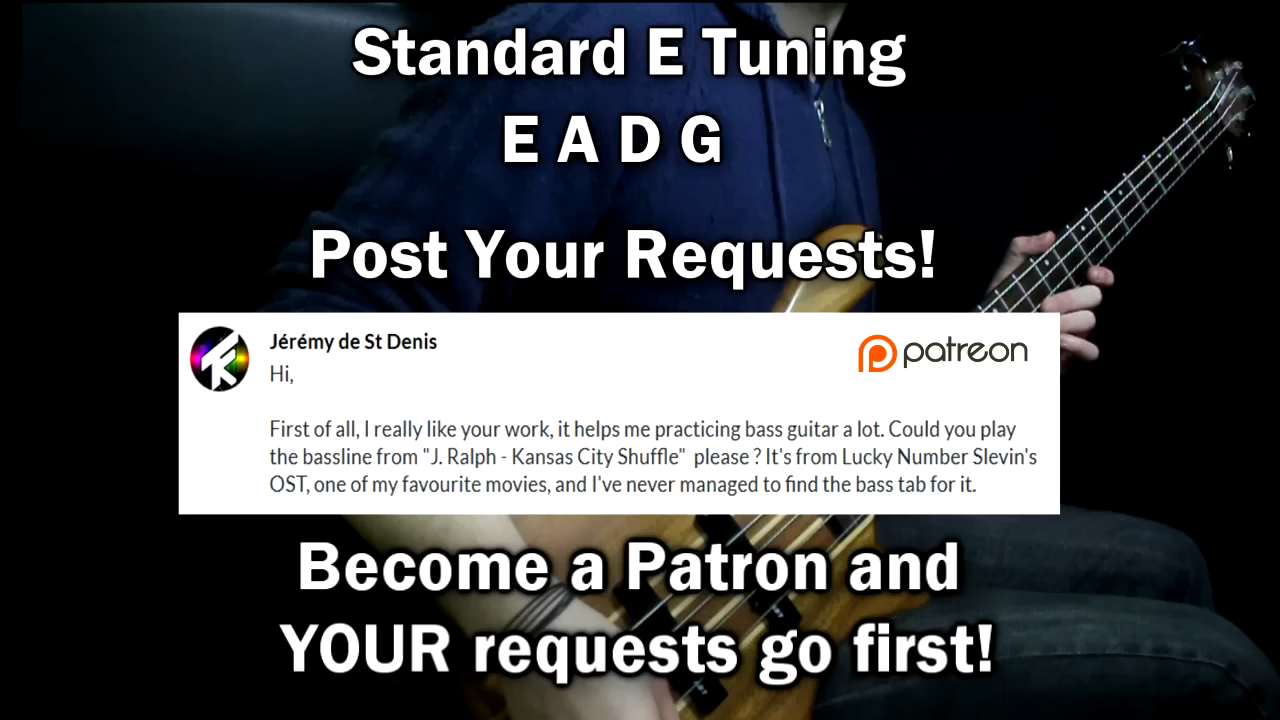 Standard E Tuning
E A D G
Post Your Requests!
Jérémy de St Denis
patreon
Hi,
First of all, I really like your work, it helps me practicing bass guitar a lot. Could you play
the bassline from "J. Ralph - Kansas City Shuffle"  please ? It's from Lucky Number Slevin's
OST, one of my favourite movies, and I've never managed to find the bass tab for it.
Become a Patron and
YOUR requests go first!